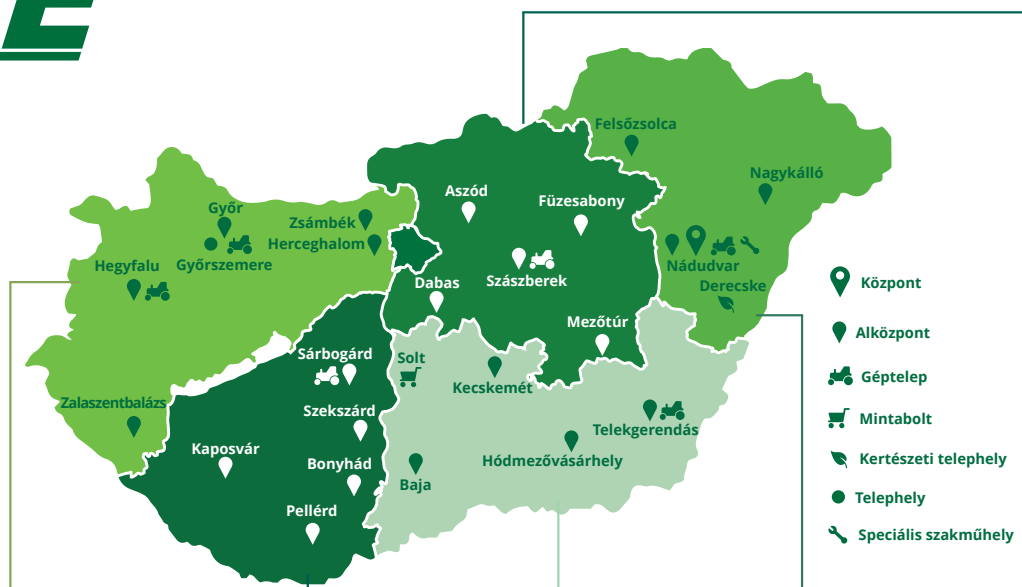 Felsőzsolca
Nagykálló
Aszód
Füzesabony
Győr
Zsámbék
Herceghalom
Győrszemere
Hegyfalu
Szászberek
Nádudvar
Derecske
Dabas
Mezőtúr
Sárbogárd
Solt
Kecskemét
Zalaszentbalázs
Szekszárd
Telekgerendás
Kaposvár
Bonyhád
Hódmezővásárhely
Baja
Pellérd
Központ
Alközpont
Géptelep
Mintabolt
Kertészeti telephely
Telephely
Speciális szakműhely